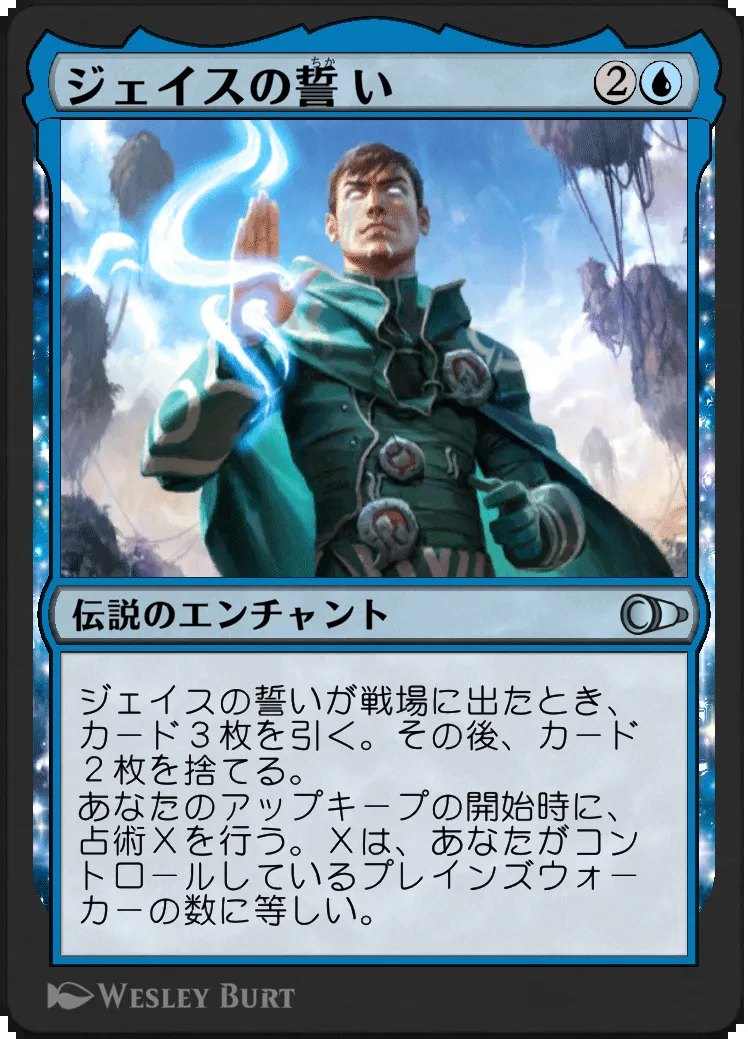 ジェイスの誓い
ちか
2
伝説のエンチャント
ジェイスの誓いが戦場に出たとき、
カード３枚を引く。その後、カード
２枚を捨てる。
あなたのアップキープの開始時に、
占術Ｘを行う。Ｘは、あなたがコン
トロールしているプレインズウォー
カーの数に等しい。
WESLEY BURT